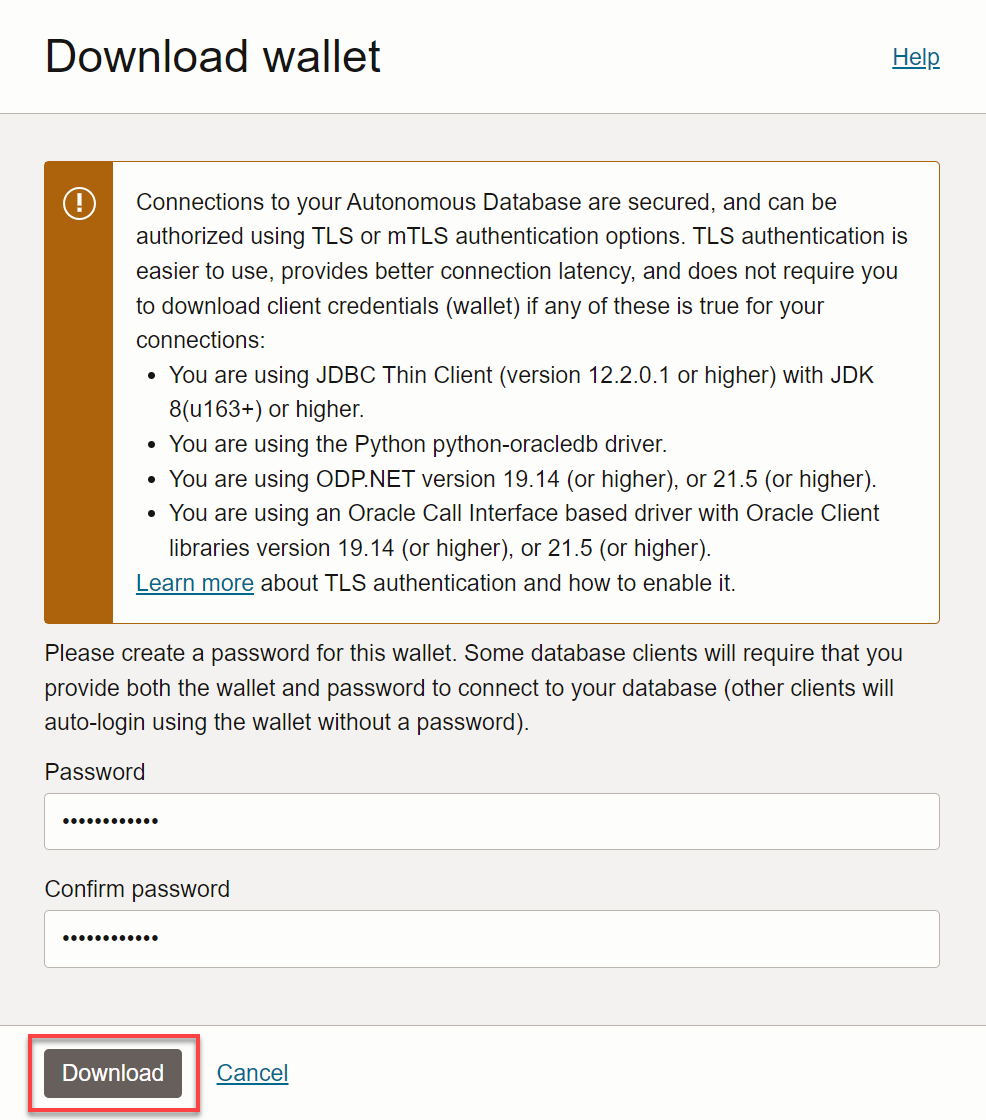 Download wallet
Help
Connections to your Autonomous Database are secured, and can be
authorized using TLS or mTLS authentication options. TLS authentication is
easier to use, provides better connection latency, and does not require you
to download client credentials (wallet) if any of these is true for your
connections:
• You are using JDBC Thin Client (version 12.2.0.1 or higher) with JDK
8(u163+) or higher.
• You are using the Python python-oracledb driver.
• You are using ODP.NET version 19.14 (or higher), or 21.5 (or higher).
• You are using an Oracle Call Interface based driver with Oracle Client
libraries version 19.14 (or higher), or 21.5 (or higher).
Learn more about TLS authentication and how to enable it.
Please create a password for this wallet. Some database clients will require that you
provide both the wallet and password to connect to your database (other clients will
auto-login using the wallet without a password).
Password
••••••••••••
Confirm password
••••••••••••
Download
Cancel